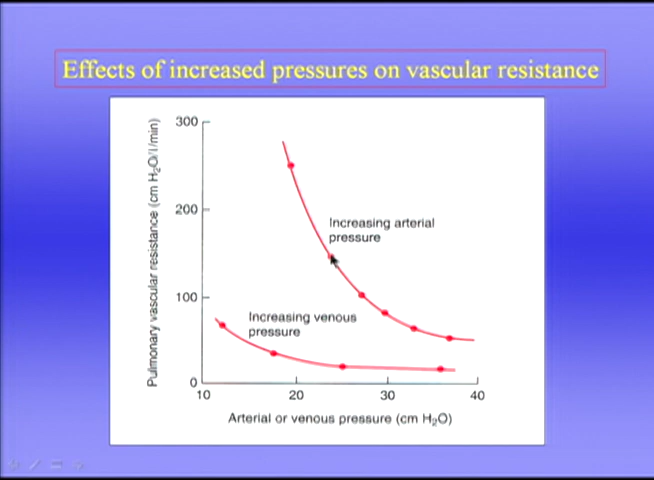 Effects of increased pressures on vascular resistance
Pulmonary vascular resistance (cm H₂O/l/min)
300
200
100
0
Increasing arterial
pressure
Increasing venous
pressure
10
20
30
40
Arterial or venous pressure (cm H₂O)